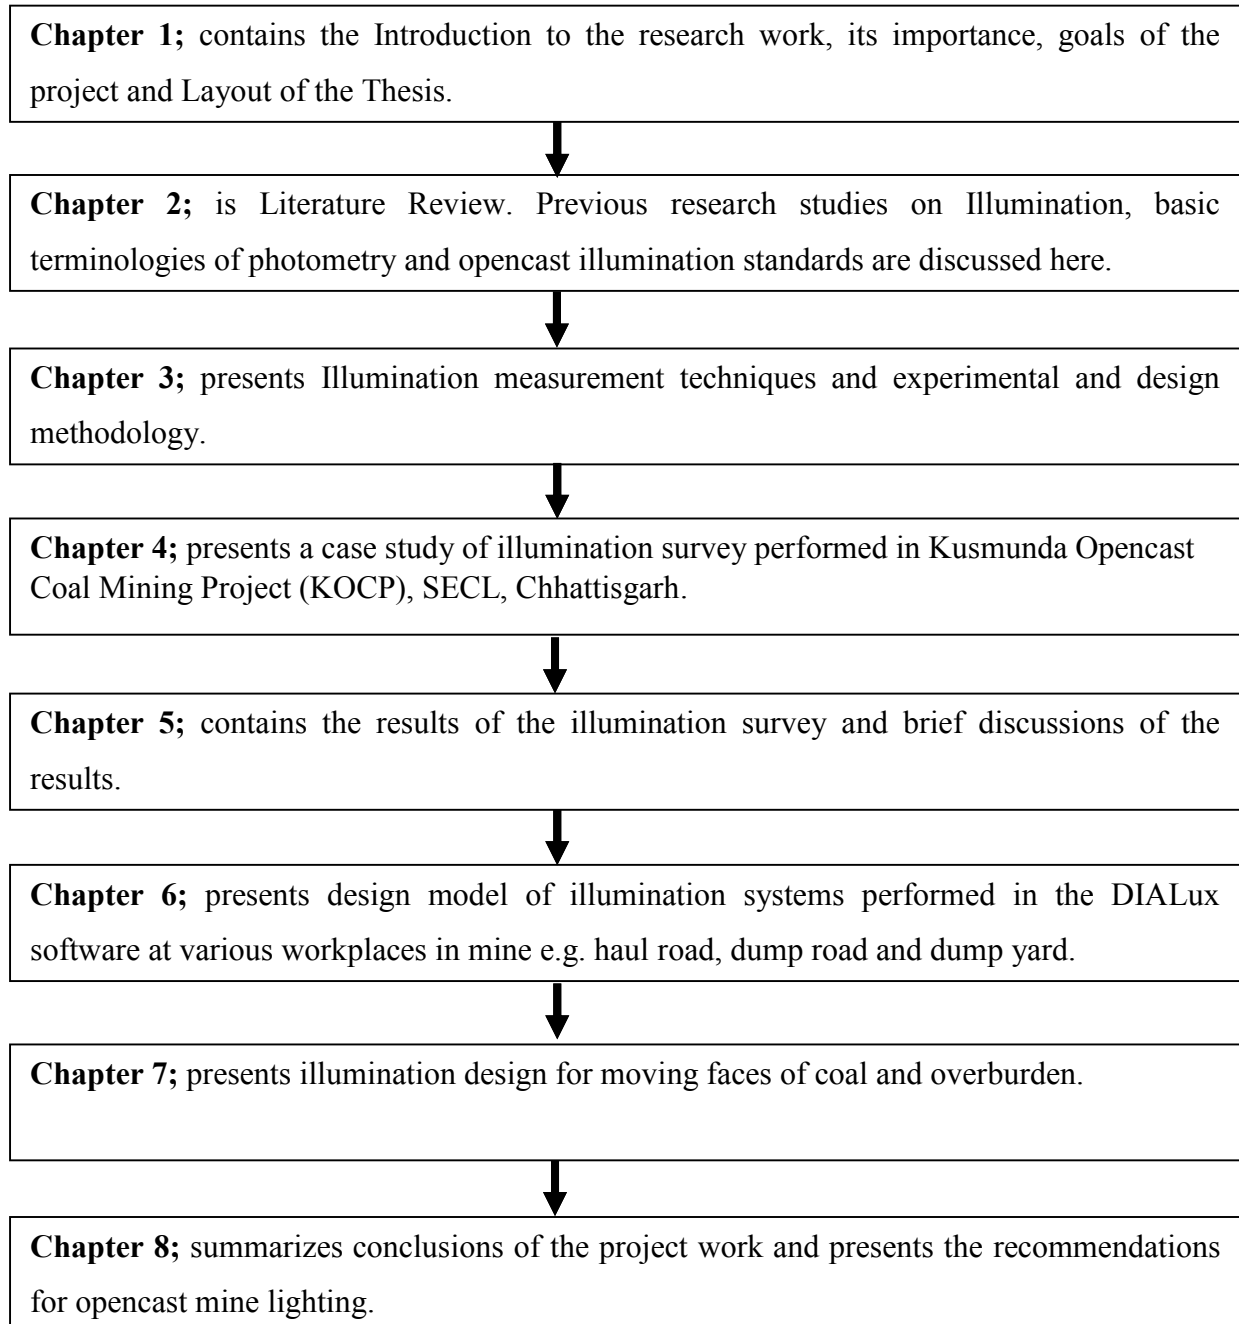 Chapter 1; contains the Introduction to the research work, its importance, goals of the
project and Layout of the Thesis.
Chapter 2; is Literature Review. Previous research studies on Illumination, basic
terminologies of photometry and opencast illumination standards are discussed here.
Chapter 3; presents Illumination measurement techniques and experimental and design
methodology.
Chapter 4; presents a case study of illumination survey performed in Kusmunda Opencast
Coal Mining Project (KOCP), SECL, Chhattisgarh.
Chapter 5; contains the results of the illumination survey and brief discussions of the
results.
Chapter 6; presents design model of illumination systems performed in the DIALux
software at various workplaces in mine e.g. haul road, dump road and dump yard.
Chapter 7; presents illumination design for moving faces of coal and overburden.
Chapter 8; summarizes conclusions of the project work and presents the recommendations
for opencast mine lighting.